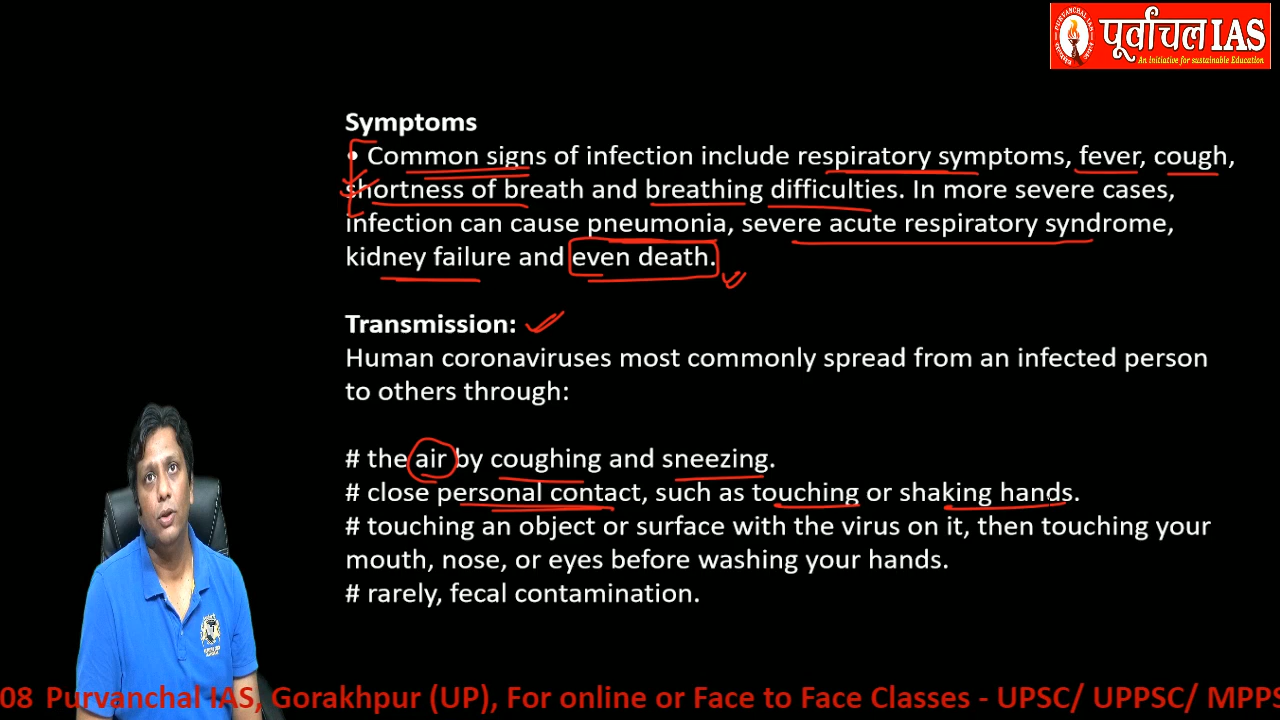 पूर्वांचल IAS
An initiative for sustainable Education
Symptoms
• Common signs of infection include respiratory symptoms, fever, cough,
shortness of breath and breathing difficulties. In more severe cases,
infection can cause pneumonia, severe acute respiratory syndrome,
kidney failure and even death.
Transmission:
Human coronaviruses most commonly spread from an infected person
to others through:
# the air by coughing and sneezing.
# close personal contact, such as touching or shaking hands.
# touching an object or surface with the virus on it, then touching your
mouth, nose, or eyes before washing your hands.
# rarely, fecal contamination.
08 Purvanchal IAS, Gorakhpur (UP), For online or Face to Face Classes - UPSC/ UPPSC/ MPPS